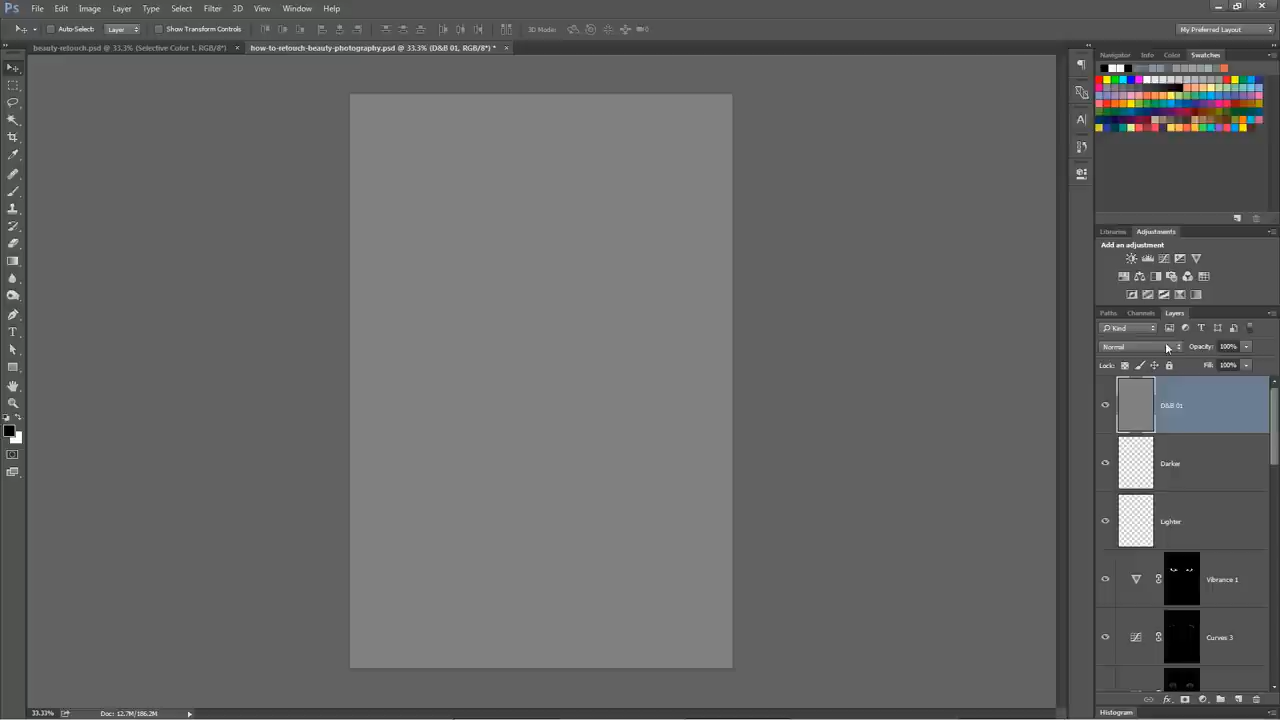 Ps File Edit Image Layer Type Select Filter 3D View Window Help
Auto-Select: Layer Show Transform Controls 3D Mode: My Preferred Layout
beauty-retouch.psd @ 33.3% (Selective Color 1, RGB/8*) × how-to-retouch-beauty-photography.psd @ 33.3% (D&B 01, RGB/8*) * ×
Navigator Info Color Swatches
Libraries Adjustments
Add an adjustment
Paths Channels Layers
Kind
Normal Opacity: 100%
Lock: Fill: 100%
D&B 01
Darker
Lighter
Vibrance 1
Curves 3
33.33% Doc: 12.7M/186.2M
Histogram